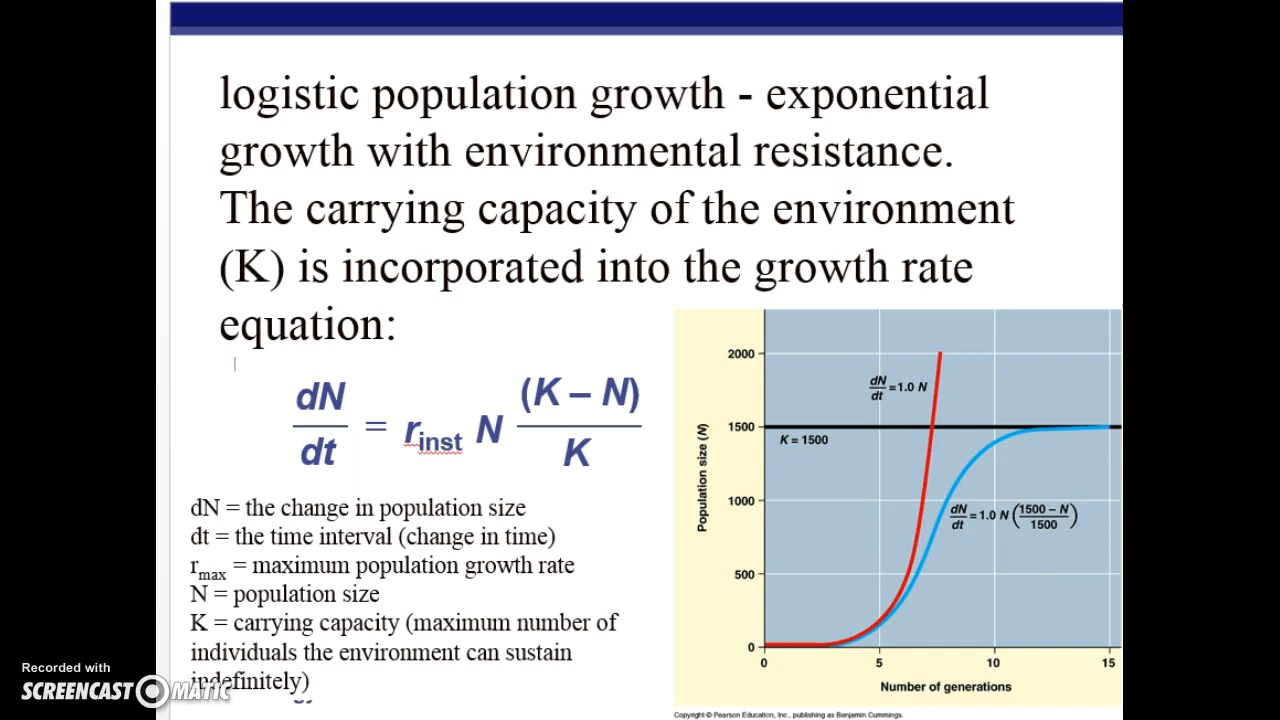 logistic population growth - exponential
growth with environmental resistance.
The carrying capacity of the environment
(K) is incorporated into the growth rate
equation:
dN/dt = r_inst N (K – N)/K
dN = the change in population size
dt = the time interval (change in time)
r_max = maximum population growth rate
N = population size
K = carrying capacity (maximum number of
individuals the environment can sustain
indefinitely)
Population size (N)
2000
1500
1000
500
0
dN/dt = 1.0 N
K = 1500
dN/dt = 1.0 N (1500 – N / 1500)
0 5 10 15
Number of generations
Copyright © Pearson Education, Inc., publishing as Benjamin Cummings.
Recorded with
SCREENCAST MATIC